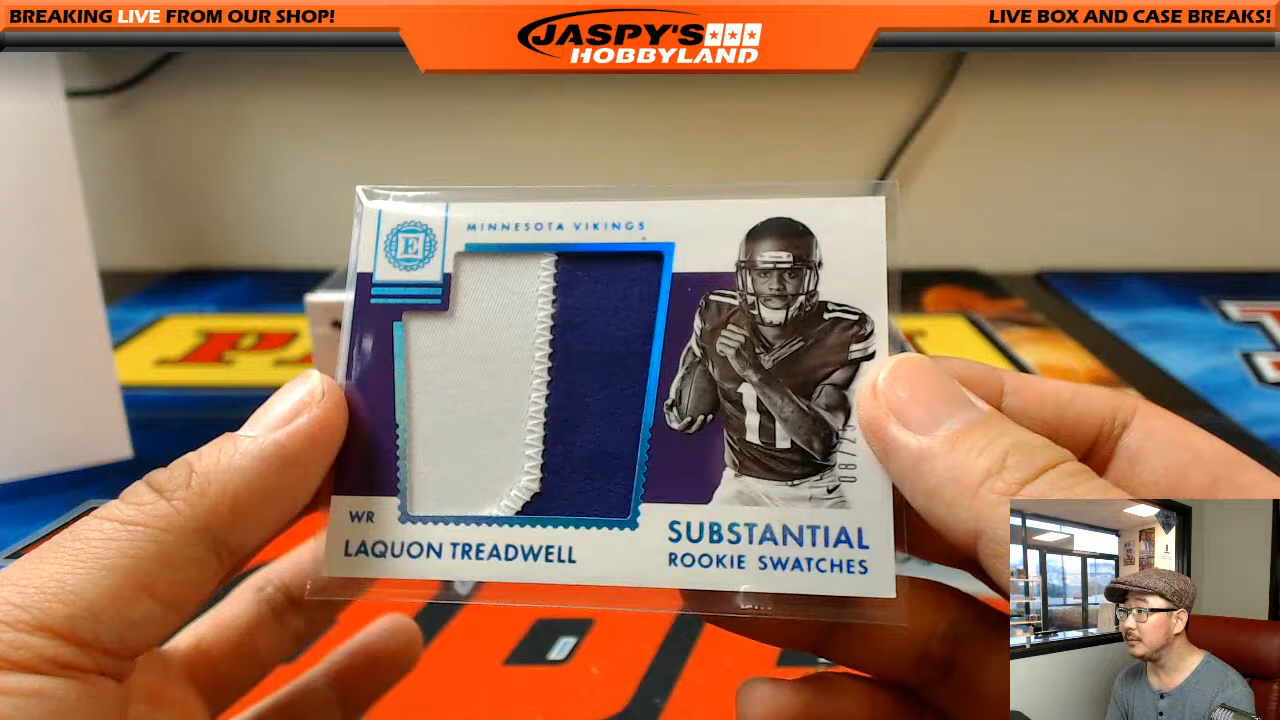 BREAKING LIVE FROM OUR SHOP!
JASPY'S
HOBBYLAND
LIVE BOX AND CASE BREAKS!
MINNESOTA VIKINGS
E
11
WR
LAQUON TREADWELL
SUBSTANTIAL
ROOKIE SWATCHES